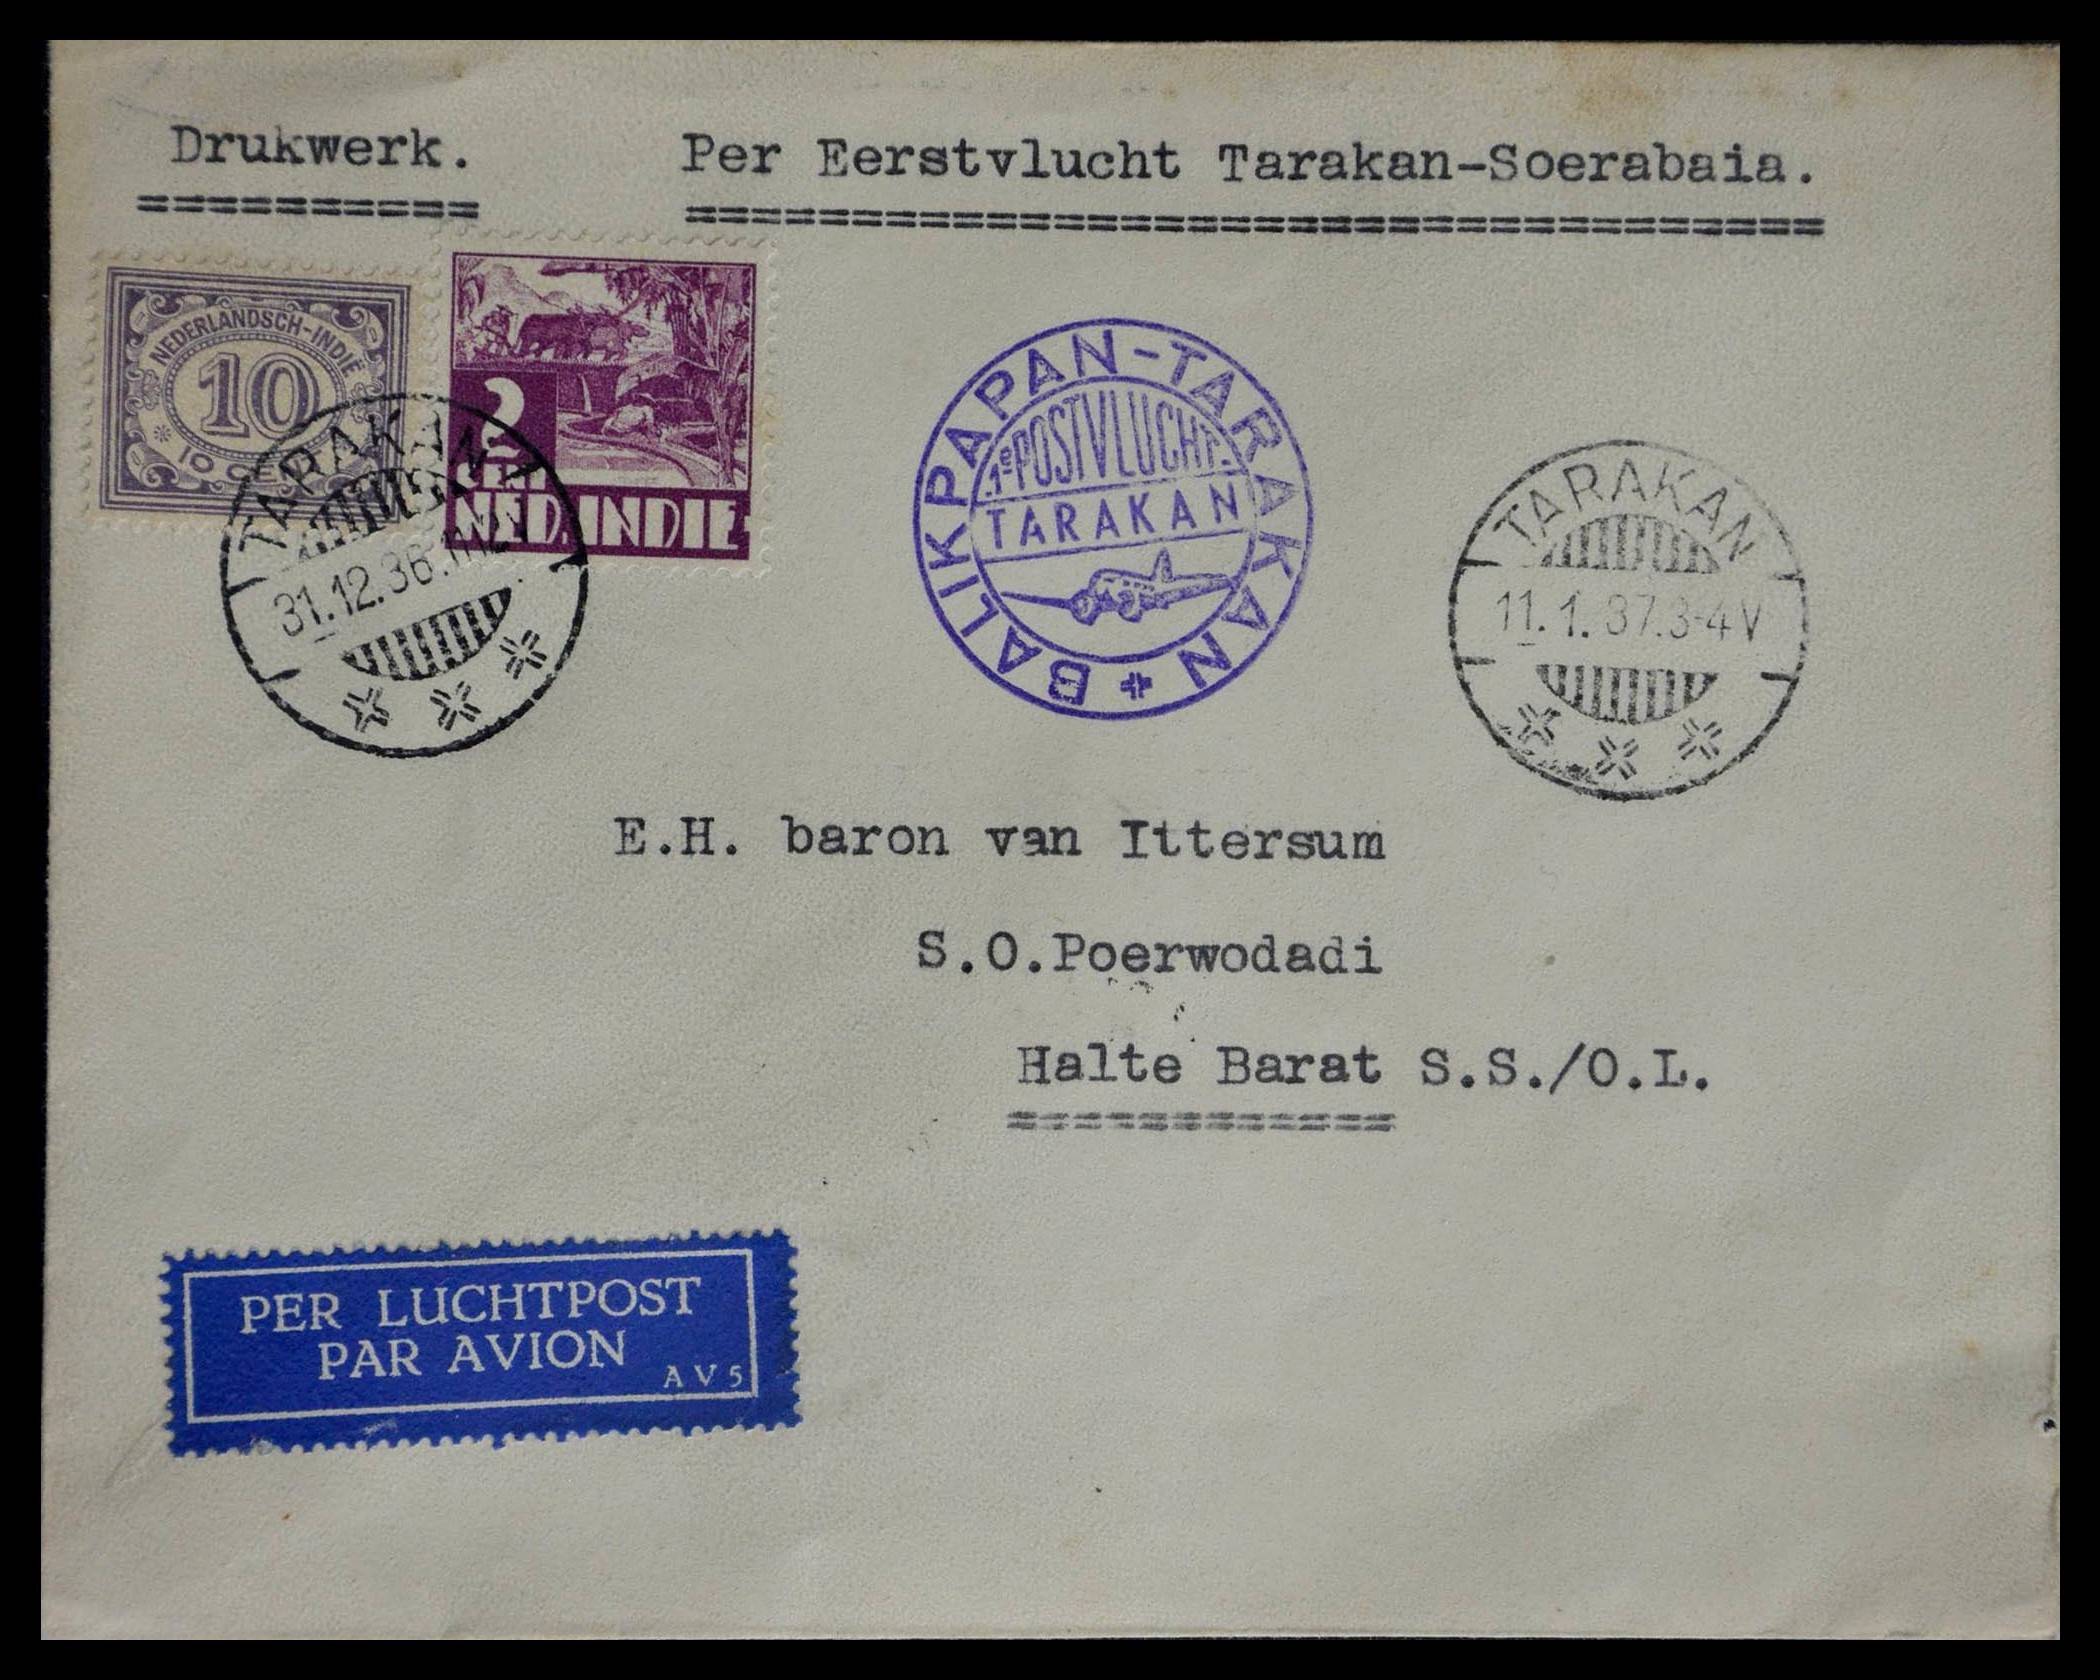 Drukwerk. Per Eerstvlucht Tarakan-Soerabaia.
NEDERLANDSCH-INDIË
10
10 CENT
2
CENT
NED. INDIE
TARAKAN
31.12.36.
BALIKPAPAN-TARAKAN
1e POSTVLUCHT.
TARAKAN
TARAKAN
11.1.37.3-4V
E.H. baron van Ittersum
S.O.Poerwodadi
Halte Barat S.S./O.L.
PER LUCHTPOST
PAR AVION
AV5